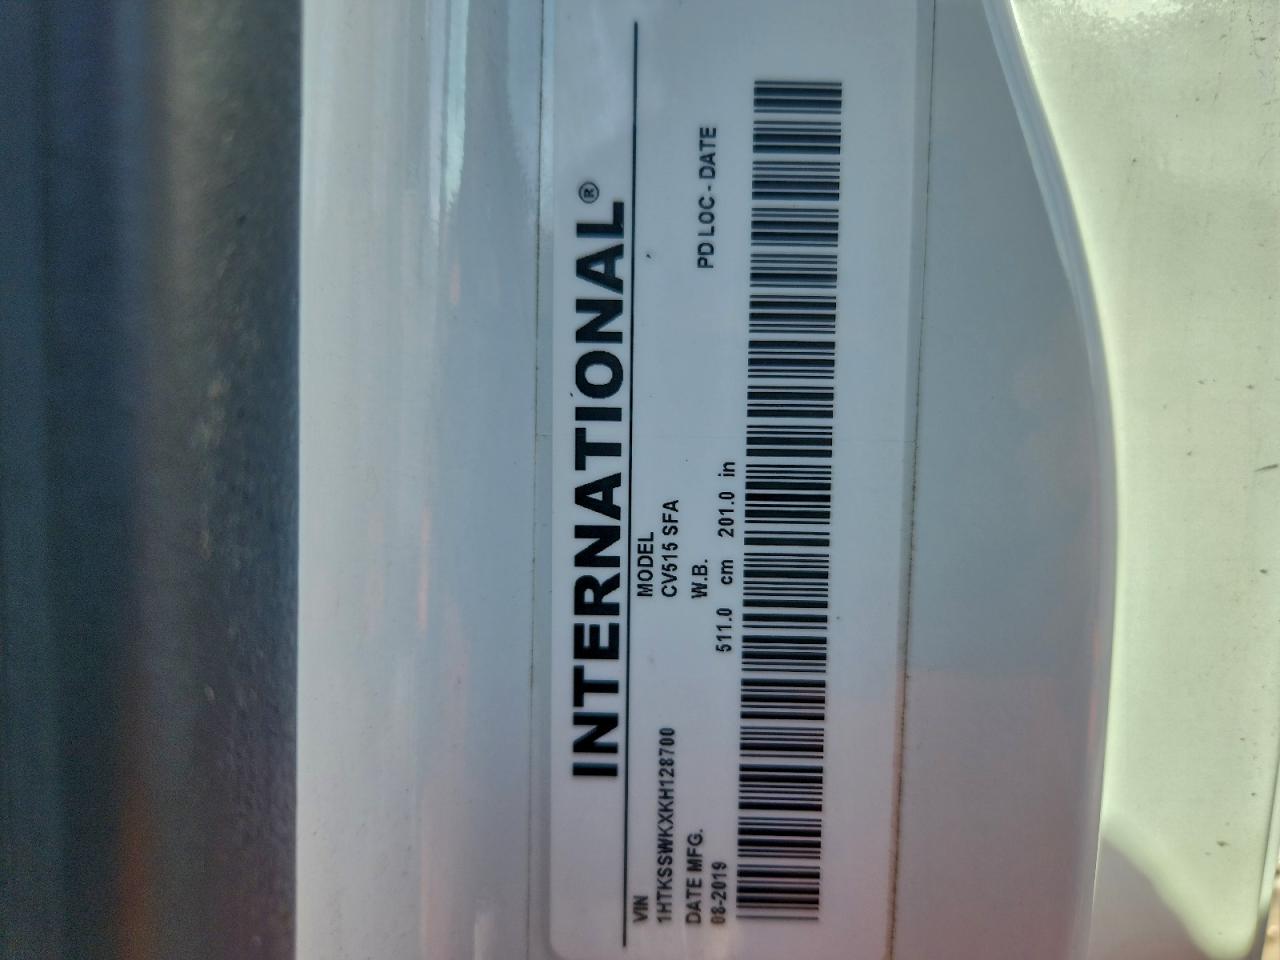 INTERNATIONAL®
VIN
1HTKSSWKXKH128700
MODEL
CV515 SFA
DATE MFG.
08-2019
W.B.
511.0 cm 201.0 in
PD LOC - DATE